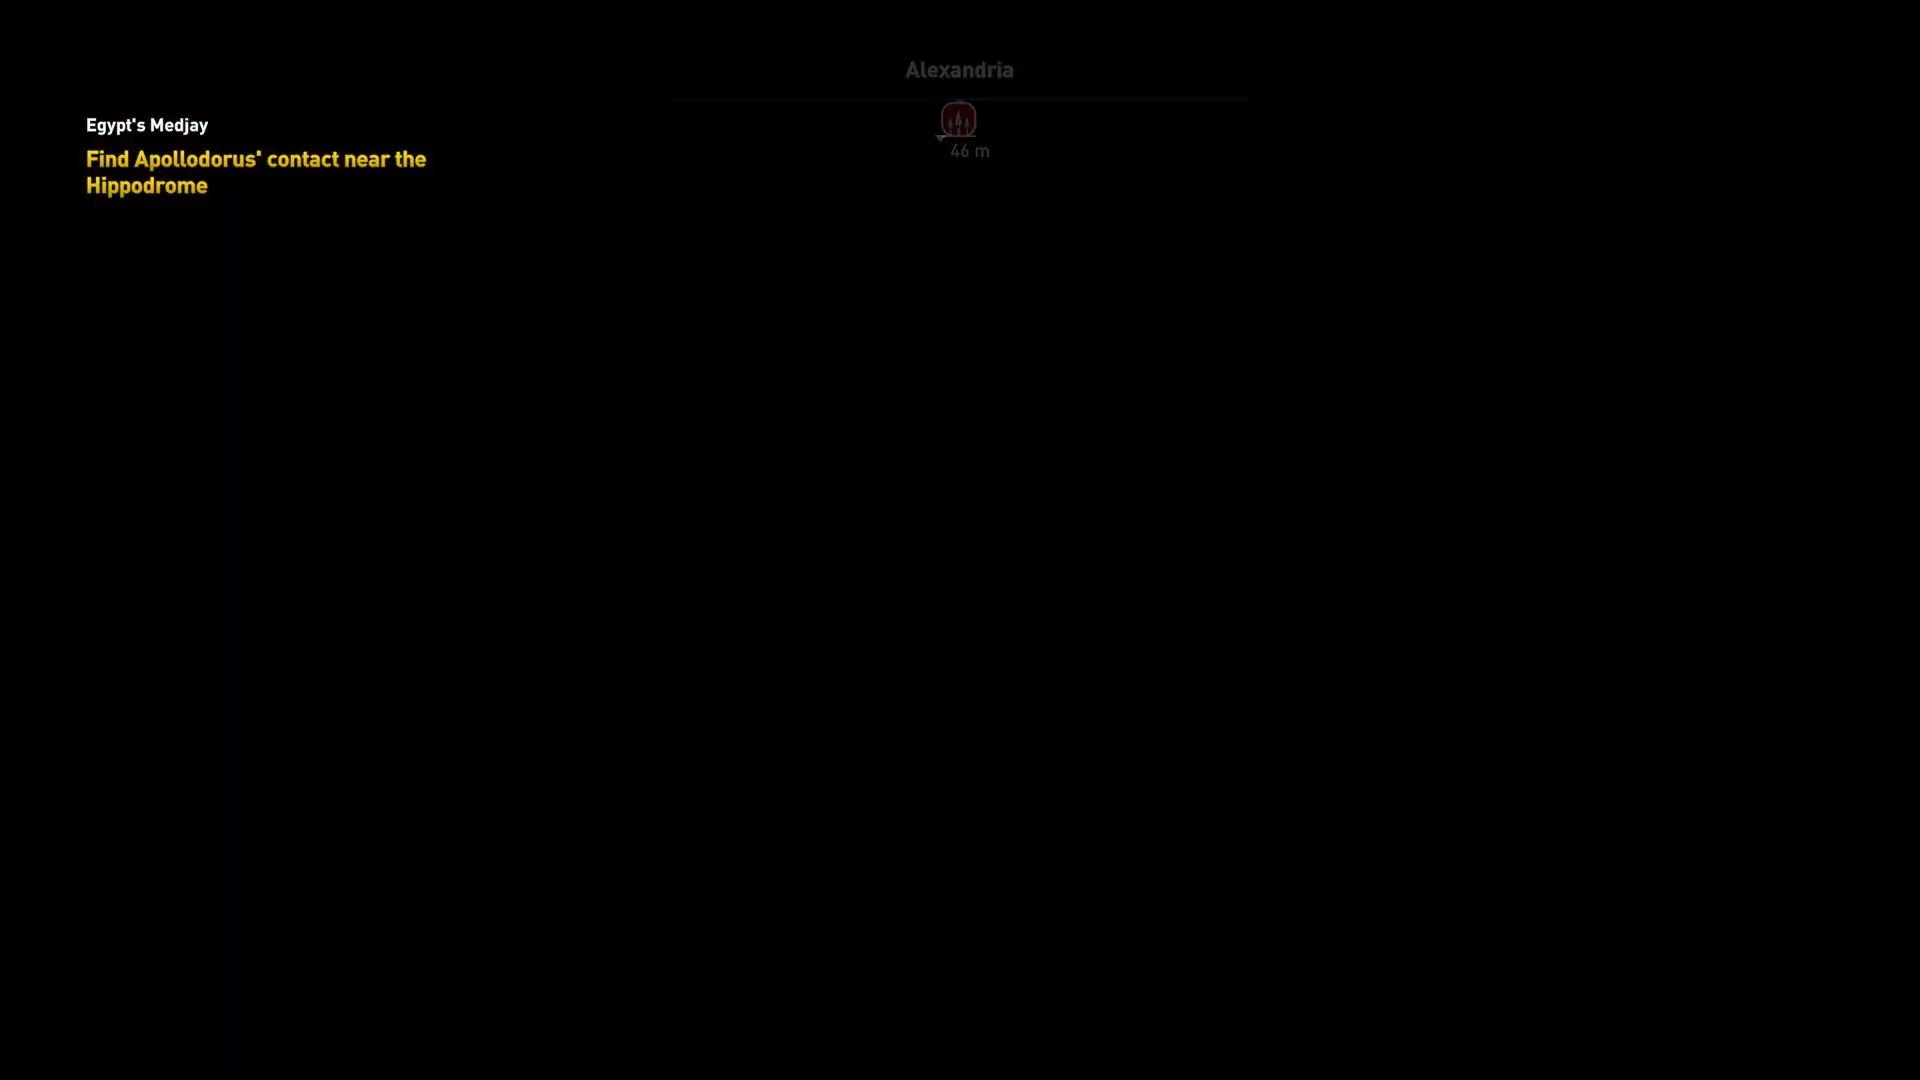 Alexandria
46 m
Egypt's Medjay
Find Apollodorus' contact near the
Hippodrome